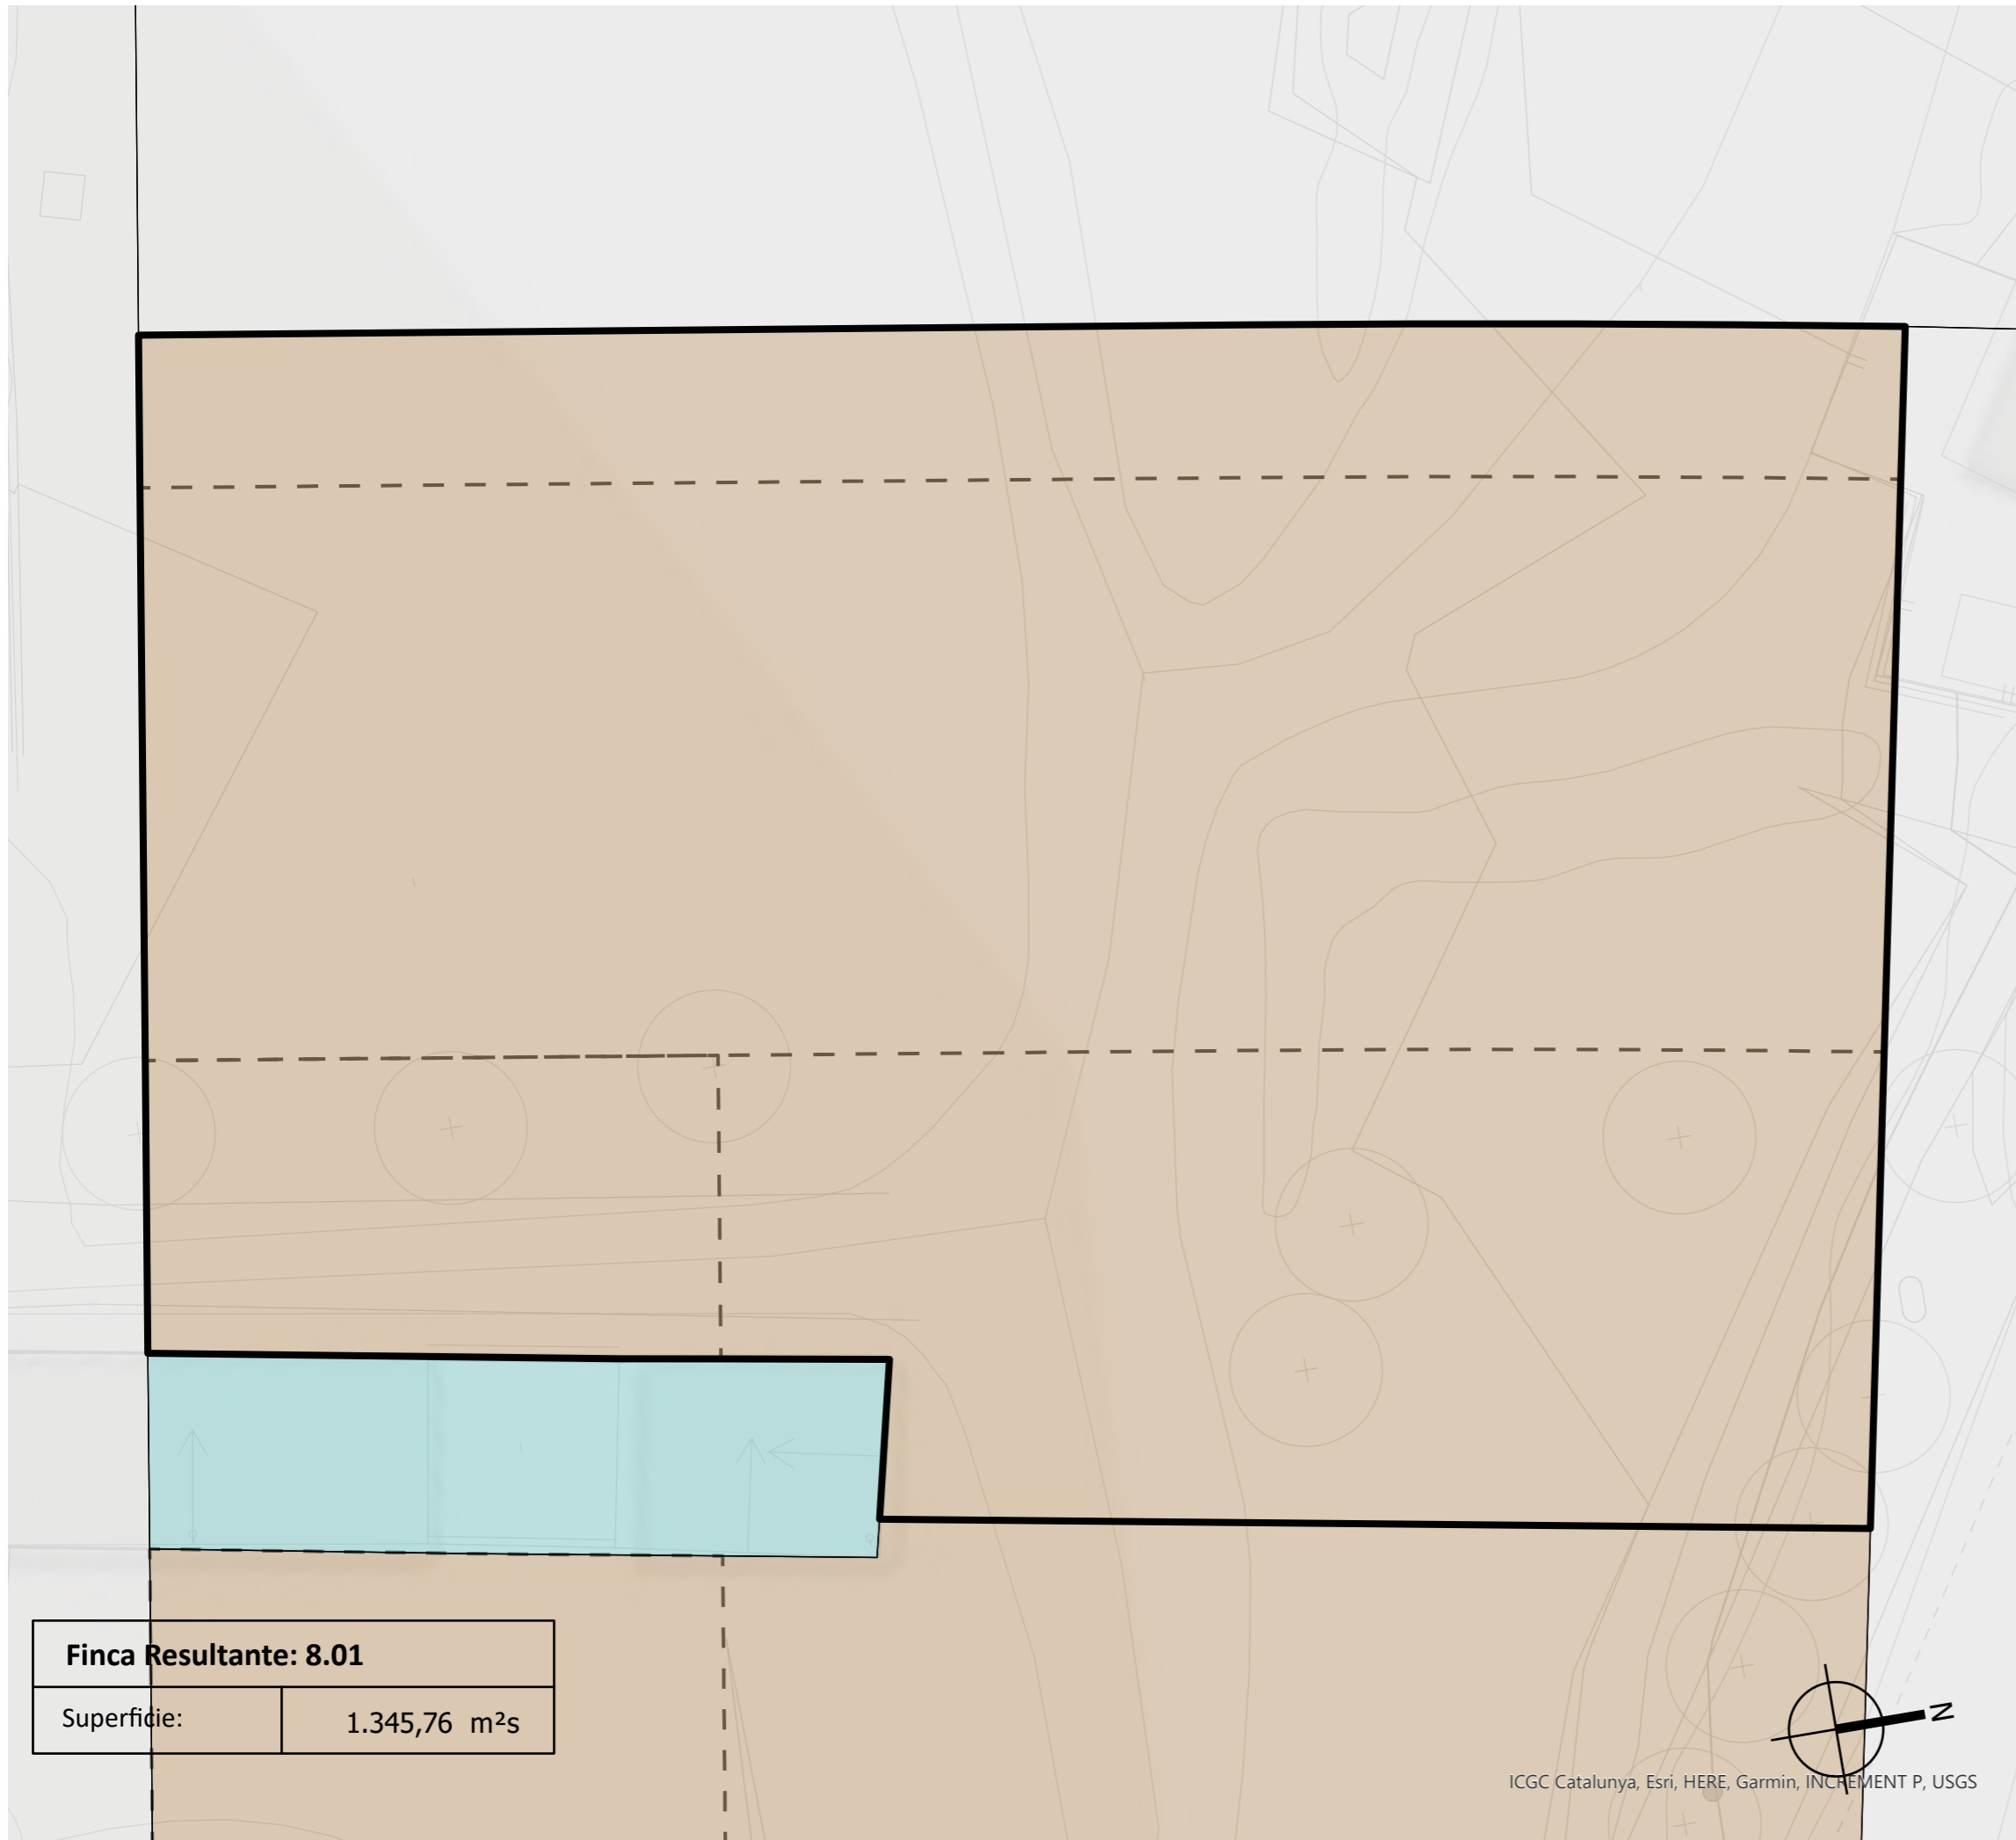 Finca Resultante: 8.01
Superficie: 1.345,76 m²s
N
ICGC Catalunya, Esri, HERE, Garmin, INCREMENT P, USGS